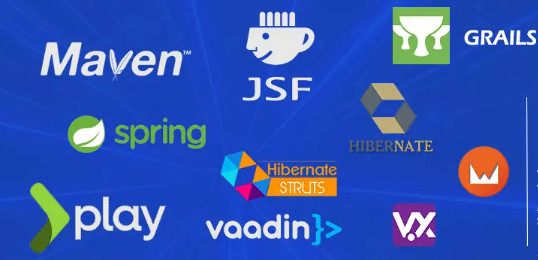 Maven™
JSF
GRAILS
spring
HIBERNATE
Hibernate
STRUTS
play
vaadin}>
V.X